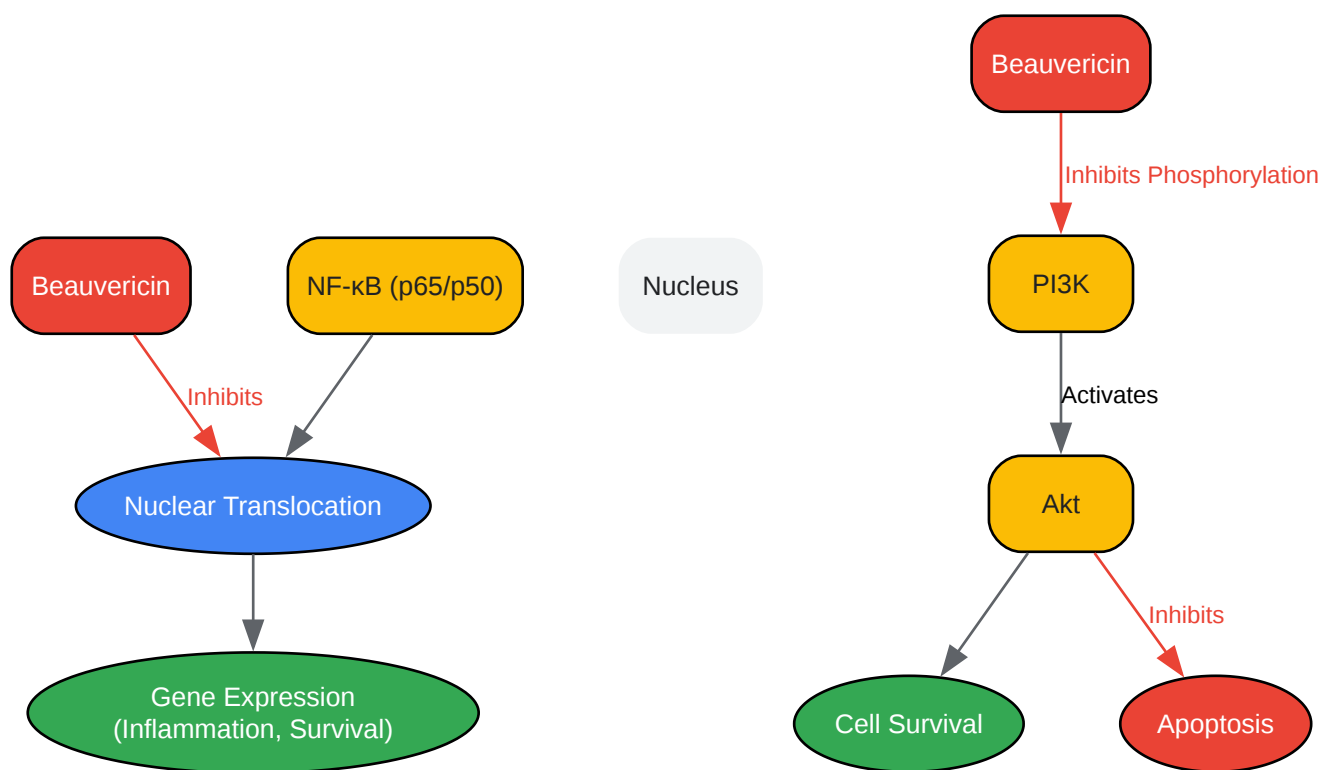 Beauvericin
Inhibits Phosphorylation
Beauvericin
NF-κB (p65/p50)
Nucleus
PI3K
Inhibits
Activates
Nuclear Translocation
Akt
Inhibits
Gene Expression
(Inflammation, Survival)
Cell Survival
Apoptosis